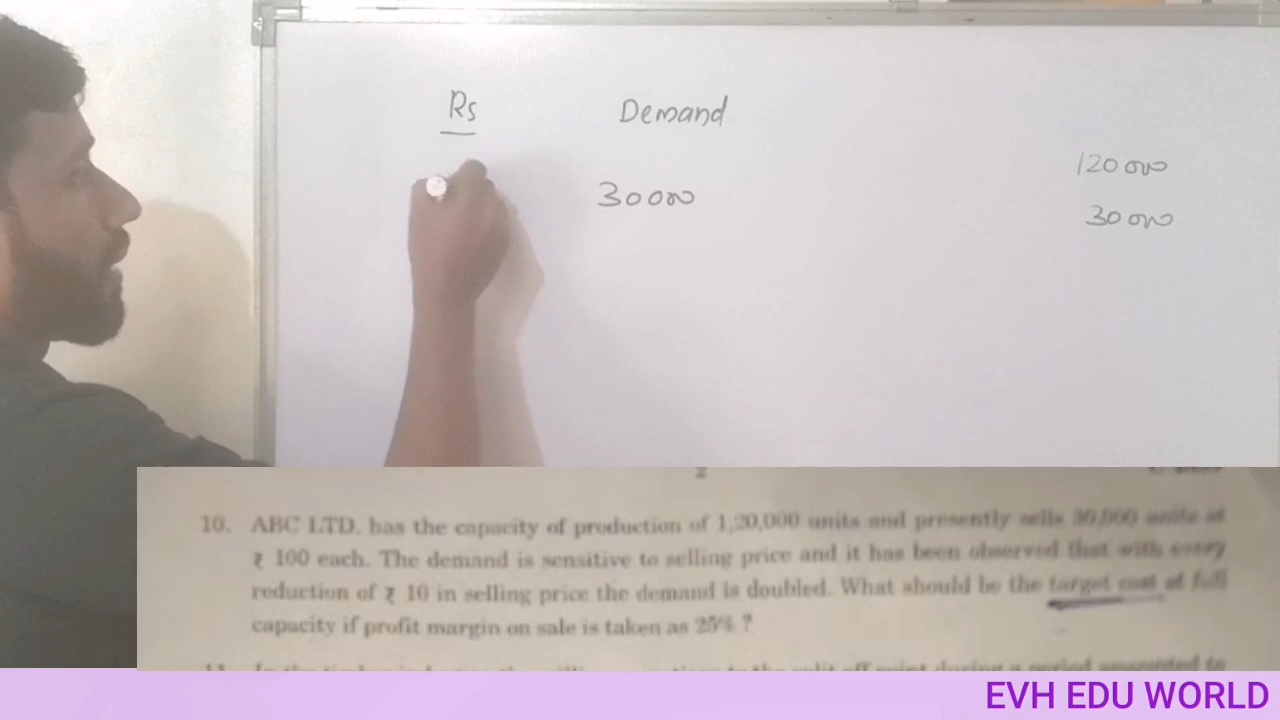 Rs Demand
30000
120000
30000
10. ABC LTD. has the capacity of production of 1,20,000 units and presently sells 30,000 units at
₹ 100 each. The demand is sensitive to selling price and it has been observed that with every
reduction of ₹ 10 in selling price the demand is doubled. What should be the target cost at full
capacity if profit margin on sale is taken as 25% ?
EVH EDU WORLD